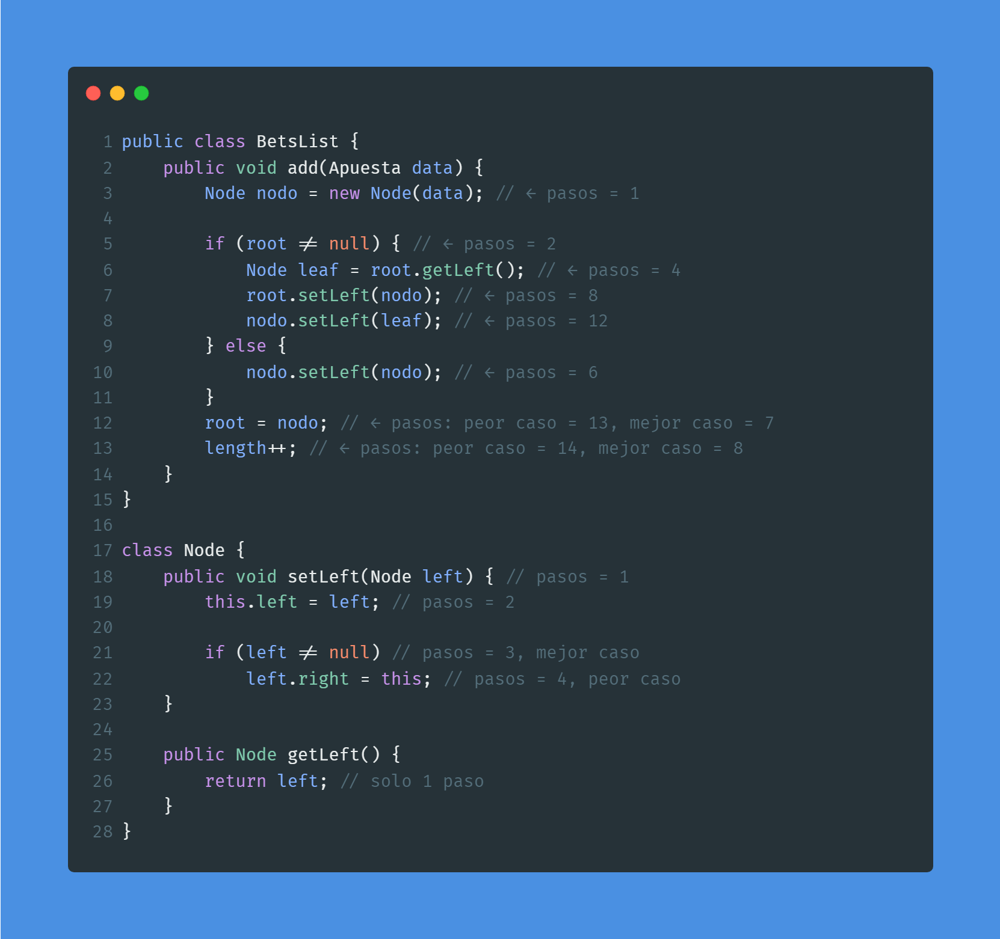 1 public class BetsList {
2     public void add(Apuesta data) {
3         Node nodo = new Node(data); // ← pasos = 1
4
5         if (root != null) { // ← pasos = 2
6             Node leaf = root.getLeft(); // ← pasos = 4
7             root.setLeft(nodo); // ← pasos = 8
8             nodo.setLeft(leaf); // ← pasos = 12
9         } else {
10             nodo.setLeft(nodo); // ← pasos = 6
11         }
12         root = nodo; // ← pasos: peor caso = 13, mejor caso = 7
13         length++; // ← pasos: peor caso = 14, mejor caso = 8
14     }
15 }
16
17 class Node {
18     public void setLeft(Node left) { // pasos = 1
19         this.left = left; // pasos = 2
20
21         if (left != null) // pasos = 3, mejor caso
22             left.right = this; // pasos = 4, peor caso
23     }
24
25     public Node getLeft() {
26         return left; // solo 1 paso
27     }
28 }